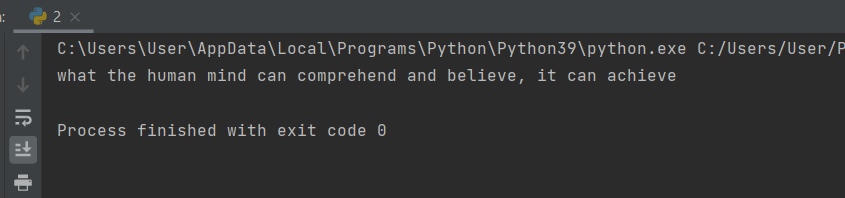 : 2
C:\Users\User\AppData\Local\Programs\Python\Python39\python.exe C:/Users/User/P
what the human mind can comprehend and believe, it can achieve
Process finished with exit code 0